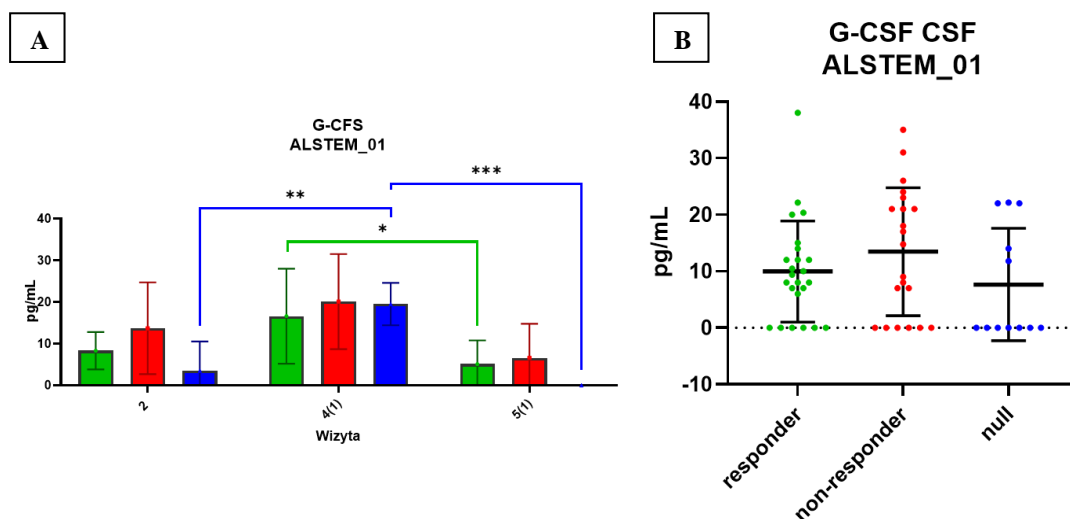 A
G-CFS
ALSTEM_01
***
**
*
40
30
20
10
0
pg/mL
2
4(1)
5(1)
Wizyta
B
G-CSF CSF
ALSTEM_01
40
30
20
10
0
-10
pg/mL
responder
non-responder
null